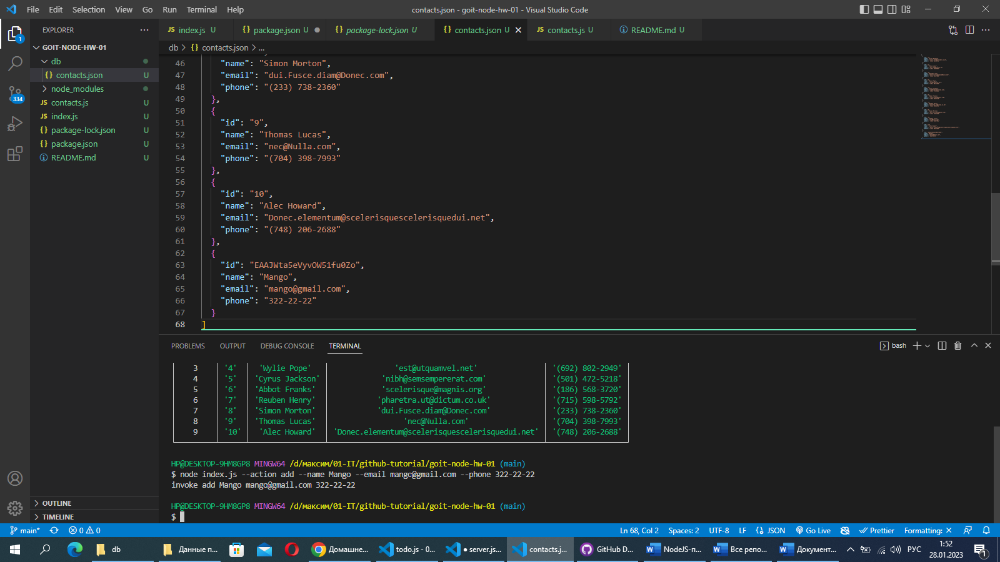 File Edit Selection View Go Run Terminal Help
contacts.json - goit-node-hw-01 - Visual Studio Code
EXPLORER
GOIT-NODE-HW-01
db
{} contacts.json U
node_modules
JS contacts.js U
JS index.js U
{} package-lock.json U
{} package.json U
README.md U
OUTLINE
TIMELINE
1
334
JS index.js U {} package.json U {} package-lock.json U {} contacts.json U JS contacts.js U README.md U
db > {} contacts.json > ...
46 "name": "Simon Morton",
47 "email": "dui.Fusce.diam@Donec.com",
48 "phone": "(233) 738-2360"
49 },
50 {
51 "id": "9",
52 "name": "Thomas Lucas",
53 "email": "nec@Nulla.com",
54 "phone": "(704) 398-7993"
55 },
56 {
57 "id": "10",
58 "name": "Alec Howard",
59 "email": "Donec.elementum@scelerisquescelerisquedui.net",
60 "phone": "(748) 206-2688"
61 },
62 {
63 "id": "EAAJWta5eVyvOW51fu0Zo",
64 "name": "Mango",
65 "email": "mango@gmail.com",
66 "phone": "322-22-22"
67 }
68 ]
PROBLEMS OUTPUT DEBUG CONSOLE TERMINAL
bash
3 '4' 'Wylie Pope' 'est@utquamvel.net' '(692) 802-2949'
4 '5' 'Cyrus Jackson' 'nibh@semsempererat.com' '(501) 472-5218'
5 '6' 'Abbot Franks' 'scelerisque@magnis.org' '(186) 568-3720'
6 '7' 'Reuben Henry' 'pharetra.ut@dictum.co.uk' '(715) 598-5792'
7 '8' 'Simon Morton' 'dui.Fusce.diam@Donec.com' '(233) 738-2360'
8 '9' 'Thomas Lucas' 'nec@Nulla.com' '(704) 398-7993'
9 '10' 'Alec Howard' 'Donec.elementum@scelerisquescelerisquedui.net' '(748) 206-2688'
HP@DESKTOP-9HM8GP8 MINGW64 /d/максим/01-IT/github-tutorial/goit-node-hw-01 (main)
$ node index.js --action add --name Mango --email mango@gmail.com --phone 322-22-22
invoke add Mango mango@gmail.com 322-22-22
HP@DESKTOP-9HM8GP8 MINGW64 /d/максим/01-IT/github-tutorial/goit-node-hw-01 (main)
$
main* 0 0 Ln 68, Col 2 Spaces: 2 UTF-8 LF {} JSON Go Live Prettier Formatting: ✕
db Данные п... Домашне... todo.js - 0... ● server.js... contacts.j... GitHub D... NodeJS-п... Все репо... Документ... РУС 1:52
28.01.2023
1